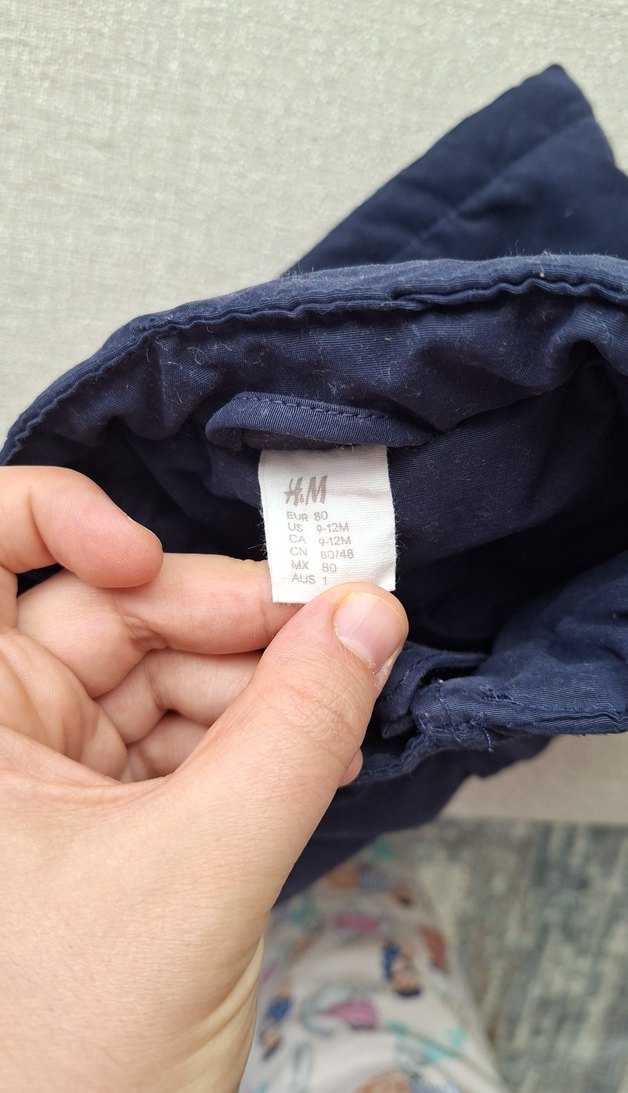 H&M
EUR 80
US 9-12M
CA 9-12M
CN 80/48
MX 80
AUS 1